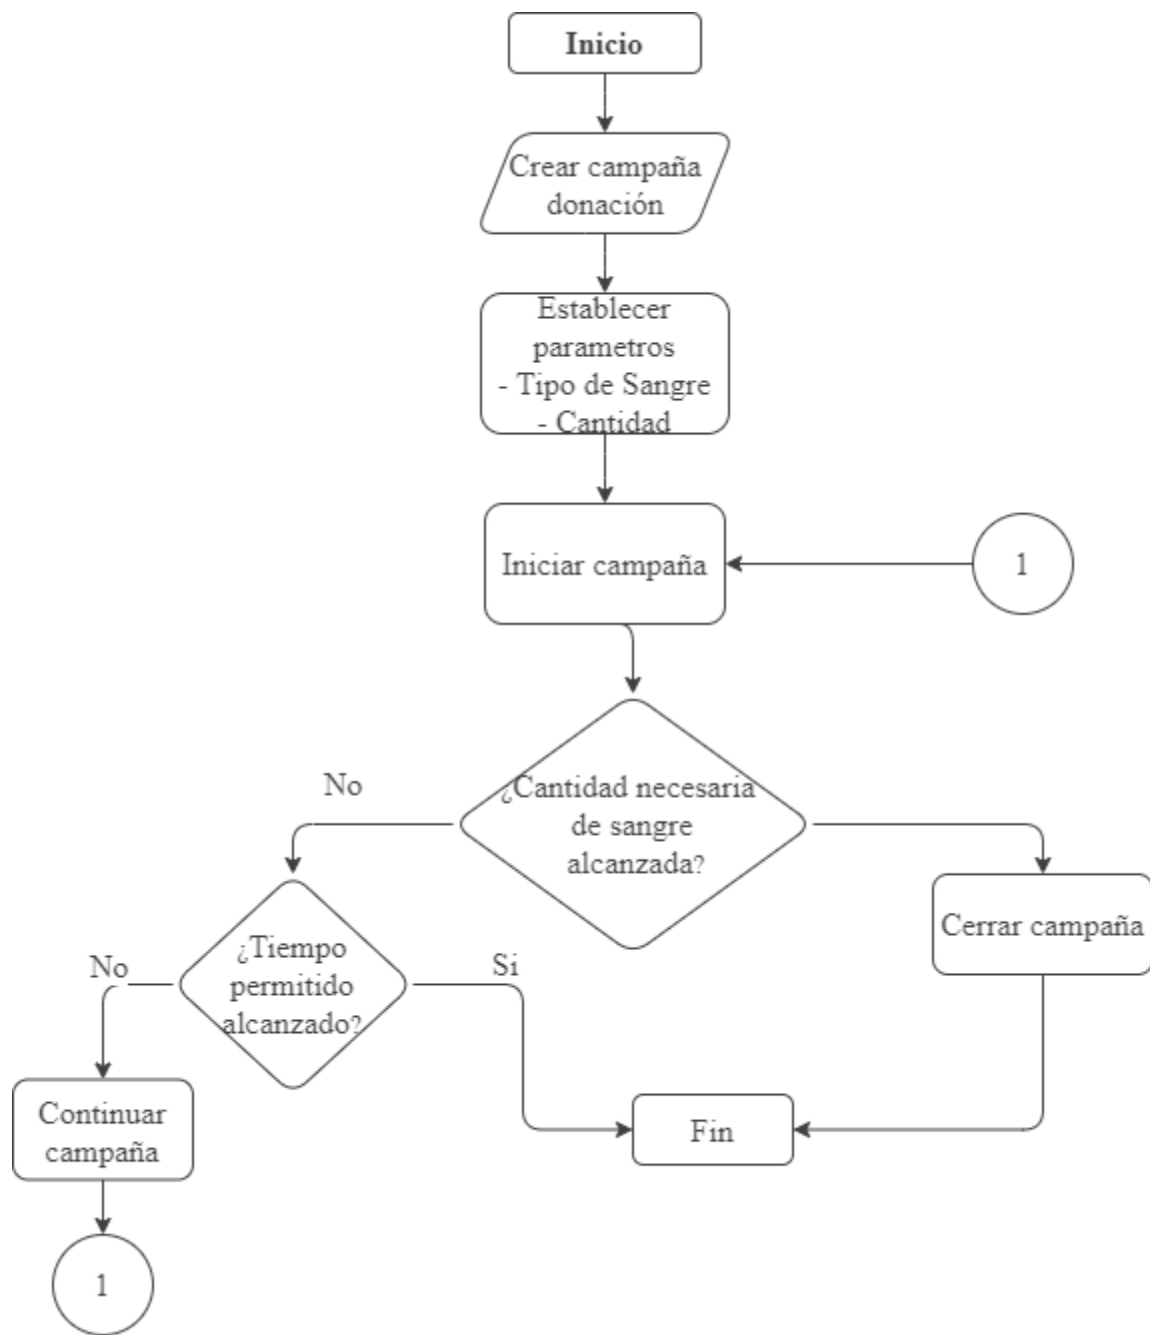 Inicio
Crear campaña
donación
Establecer
parametros
- Tipo de Sangre
- Cantidad
Iniciar campaña
1
No
¿Cantidad necesaria
de sangre
alcanzada?
Cerrar campaña
No
¿Tiempo
permitido
alcanzado?
Si
Continuar
campaña
Fin
1